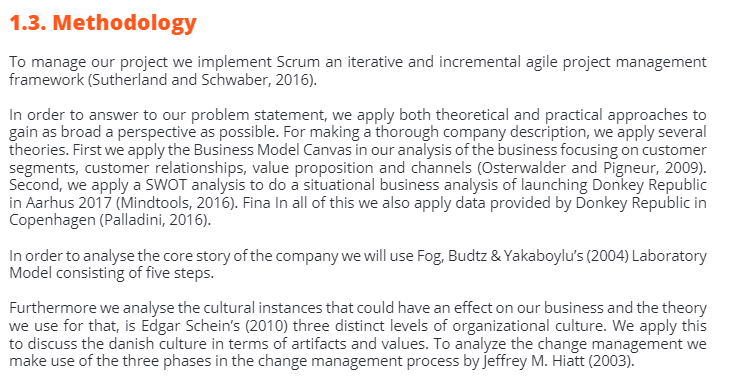 1.3. Methodology
To manage our project we implement Scrum an iterative and incremental agile project management
framework (Sutherland and Schwaber, 2016).
In order to answer to our problem statement, we apply both theoretical and practical approaches to
gain as broad a perspective as possible. For making a thorough company description, we apply several
theories. First we apply the Business Model Canvas in our analysis of the business focusing on customer
segments, customer relationships, value proposition and channels (Osterwalder and Pigneur, 2009).
Second, we apply a SWOT analysis to do a situational business analysis of launching Donkey Republic
in Aarhus 2017 (Mindtools, 2016). Fina In all of this we also apply data provided by Donkey Republic in
Copenhagen (Palladini, 2016).
In order to analyse the core story of the company we will use Fog, Budtz & Yakaboylu's (2004) Laboratory
Model consisting of five steps.
Furthermore we analyse the cultural instances that could have an effect on our business and the theory
we use for that, is Edgar Schein's (2010) three distinct levels of organizational culture. We apply this
to discuss the danish culture in terms of artifacts and values. To analyze the change management we
make use of the three phases in the change management process by Jeffrey M. Hiatt (2003).